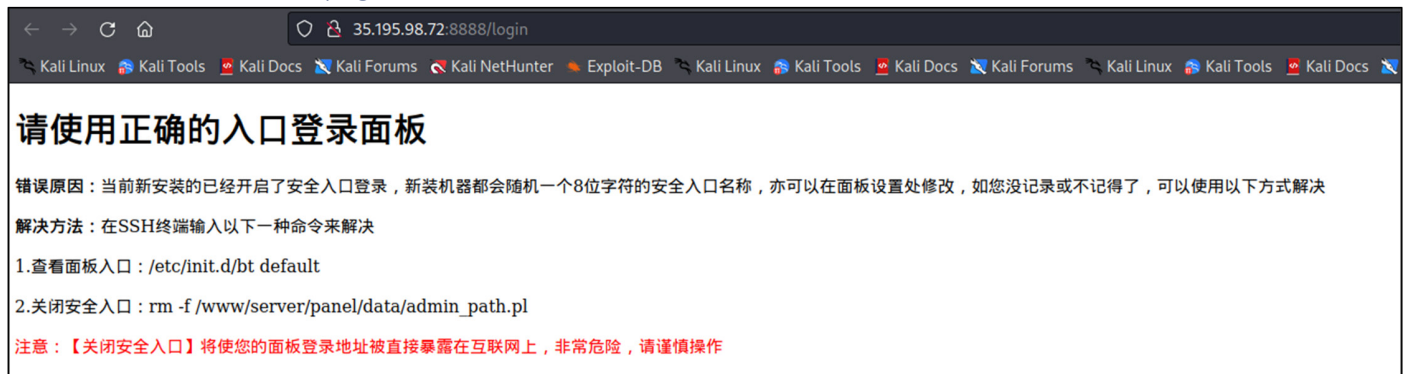 35.195.98.72:8888/login
Kali Linux Kali Tools Kali Docs Kali Forums Kali NetHunter Exploit-DB Kali Linux Kali Tools Kali Docs Kali Forums Kali Linux Kali Tools Kali Docs
请使用正确的入口登录面板
错误原因：当前新安装的已经开启了安全入口登录，新装机器都会随机一个8位字符的安全入口名称，亦可以在面板设置处修改，如您没记录或不记得了，可以使用以下方式解决
解决方法：在SSH终端输入以下一种命令来解决
1.查看面板入口：/etc/init.d/bt default
2.关闭安全入口：rm -f /www/server/panel/data/admin_path.pl
注意：【关闭安全入口】将使您的面板登录地址被直接暴露在互联网上，非常危险，请谨慎操作